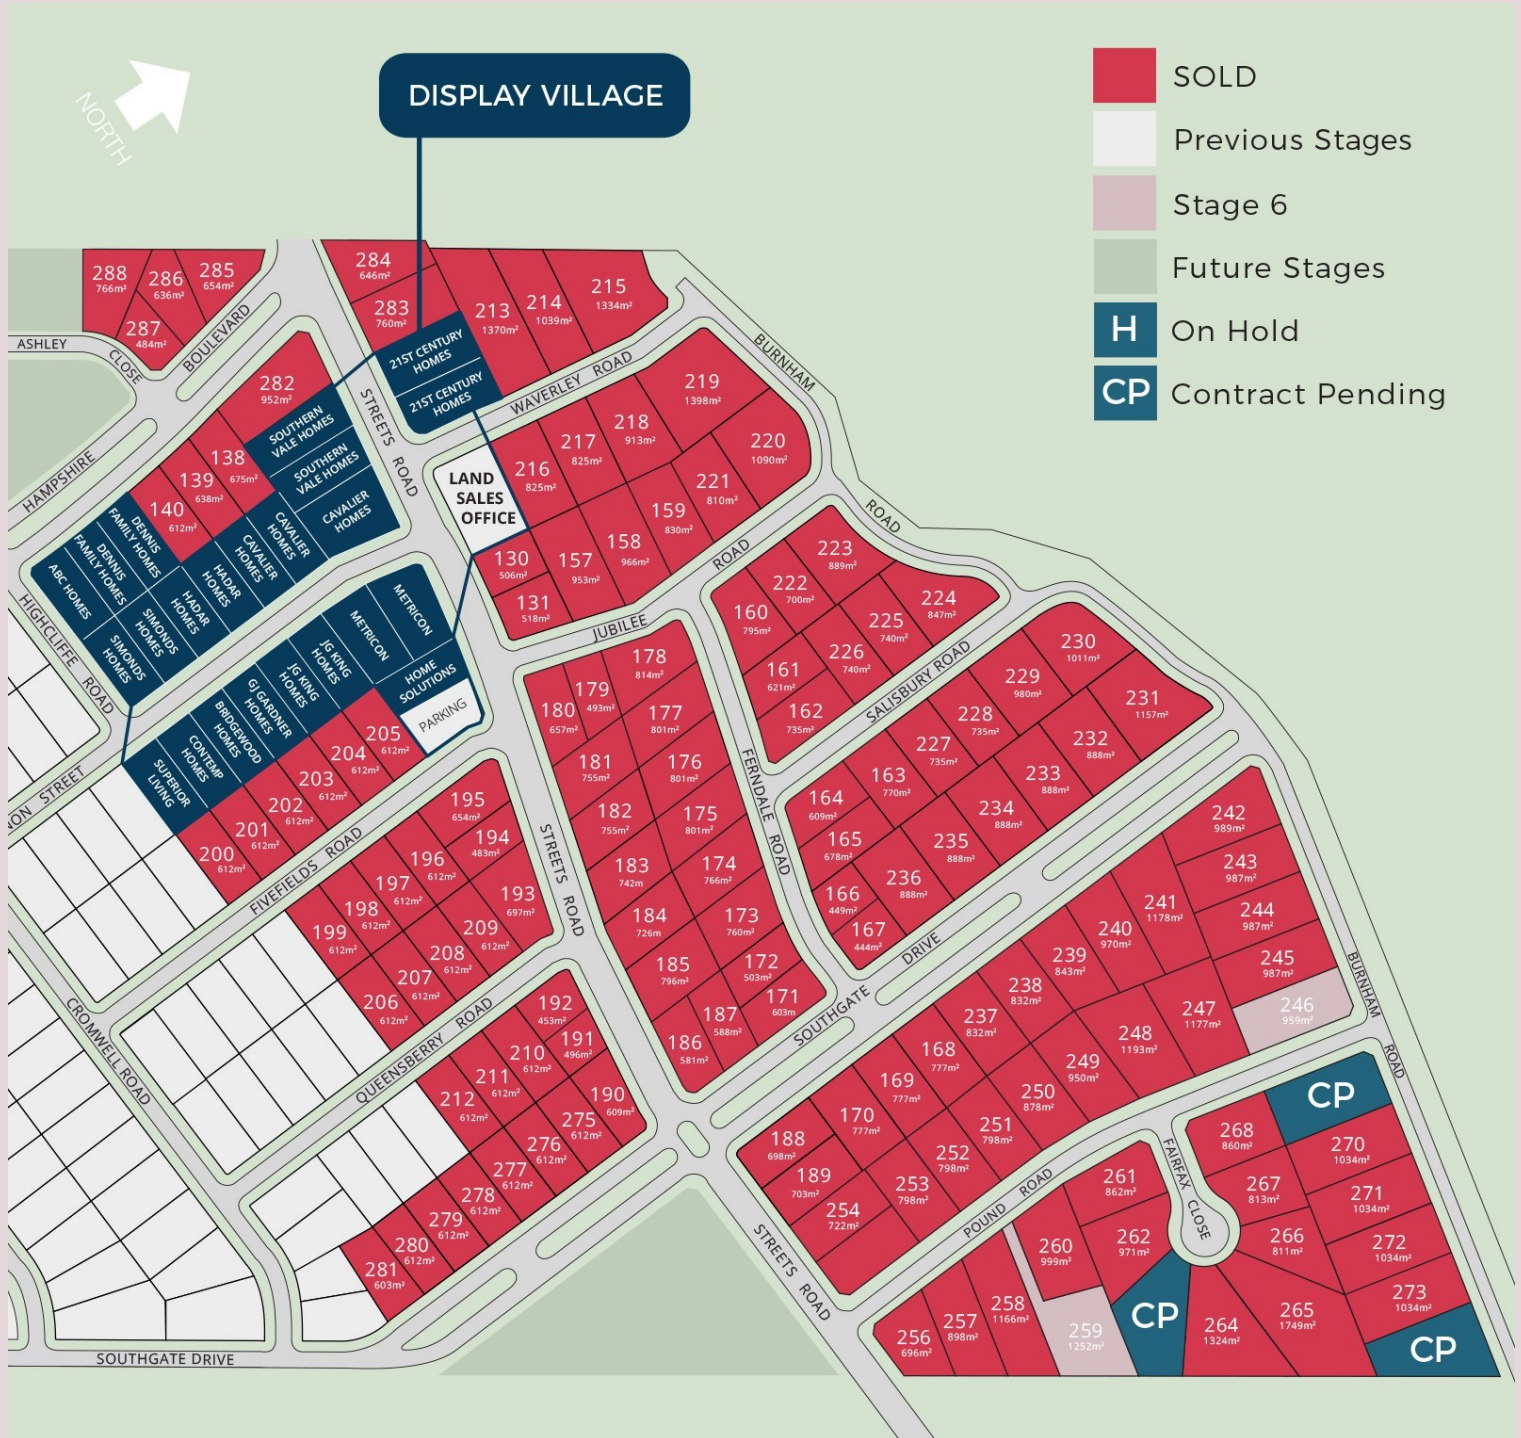 DISPLAY VILLAGE
NORTH
SOLD
Previous Stages
Stage 6
Future Stages
H
On Hold
CP
Contract Pending
288
766m²
286
636m²
285
654m²
287
484m²
ASHLEY
CLOSE
BOULEVARD
HAMPSHIRE
284
646m²
283
760m²
213
1370m²
214
1039m²
215
1334m²
21ST CENTURY
HOMES
21ST CENTURY
HOMES
WAVERLEY ROAD
BURNHAM
ROAD
STREETS ROAD
282
952m²
138
675m²
139
638m²
140
612m²
SOUTHERN
VALE HOMES
SOUTHERN
VALE HOMES
CAVALIER
HOMES
CAVALIER
HOMES
CAVALIER
HOMES
HADAR
HOMES
HADAR
HOMES
DENNIS
FAMILY HOMES
DENNIS
FAMILY HOMES
ABC HOMES
SIMONDS
HOMES
SIMONDS
HOMES
HIGHCLIFFE
ROAD
LAND
SALES
OFFICE
216
825m²
217
825m²
218
913m²
219
1398m²
220
1090m²
221
810m²
159
830m²
158
966m²
157
953m²
130
506m²
131
518m²
JUBILEE
ROAD
METRICON
METRICON
JG KING
HOMES
JG KING
HOMES
GJ GARDNER
HOMES
BRIDGEWOOD
HOMES
CONTEMP
HOMES
SUPERIOR
LIVING
HOME
SOLUTIONS
PARKING
NON STREET
205
612m²
204
612m²
203
612m²
202
612m²
201
612m²
200
612m²
FIVEFIELDS ROAD
195
654m²
194
483m²
196
612m²
197
612m²
198
612m²
199
612m²
193
697m²
209
612m²
208
612m²
207
612m²
206
612m²
QUEENSBERRY ROAD
CROMWELL ROAD
192
453m²
191
496m²
210
612m²
211
612m²
212
612m²
190
609m²
275
612m²
276
612m²
277
612m²
278
612m²
279
612m²
280
612m²
281
603m²
SOUTHGATE DRIVE
STREETS ROAD
178
814m²
179
493m²
180
657m²
177
801m²
181
755m²
176
801m²
182
755m²
175
801m²
183
742m
174
766m²
184
726m
173
760m²
185
796m²
172
503m²
171
603m
187
588m²
186
581m²
FERNDALE ROAD
223
889m²
222
700m²
160
795m²
224
847m²
225
740m²
226
740m²
161
621m²
162
735m²
SALISBURY ROAD
230
1011m²
229
980m²
231
1157m²
228
735m²
227
735m²
232
888m²
163
770m²
233
888m²
164
609m²
234
888m²
165
678m²
235
888m²
166
449m²
236
888m²
167
444m²
SOUTHGATE
DRIVE
242
989m²
243
987m²
244
987m²
245
987m²
246
959m²
241
1178m²
240
970m²
239
843m²
238
832m²
237
832m²
247
1177m²
248
1193m²
249
950m²
250
878m²
251
798m²
252
798m²
253
798m²
168
777m²
169
777m²
170
777m²
188
698m²
189
703m²
254
722m²
BURNHAM
ROAD
POUND ROAD
STREETS ROAD
FAIRFAX CLOSE
CP
268
860m²
270
1034m²
267
813m²
271
1034m²
266
811m²
272
1034m²
273
1034m²
CP
261
862m²
262
971m²
260
999m²
CP
264
1324m²
265
1749m²
259
1252m²
258
1166m²
257
898m²
256
696m²